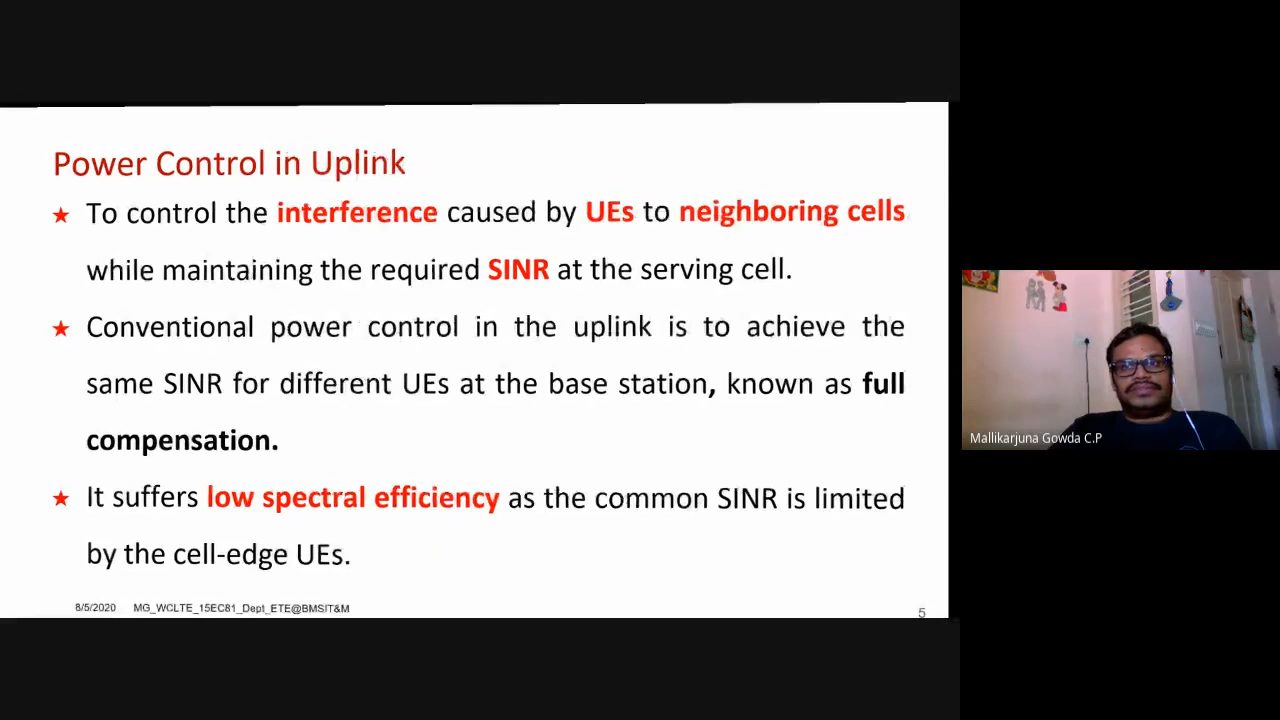 Power Control in Uplink
★ To control the interference caused by UEs to neighboring cells
while maintaining the required SINR at the serving cell.
★ Conventional power control in the uplink is to achieve the
same SINR for different UEs at the base station, known as full
compensation.
★ It suffers low spectral efficiency as the common SINR is limited
by the cell-edge UEs.
8/5/2020 MG_WCLTE_15EC81_Dept_ETE@BMSIT&M
5
Mallikarjuna Gowda C.P